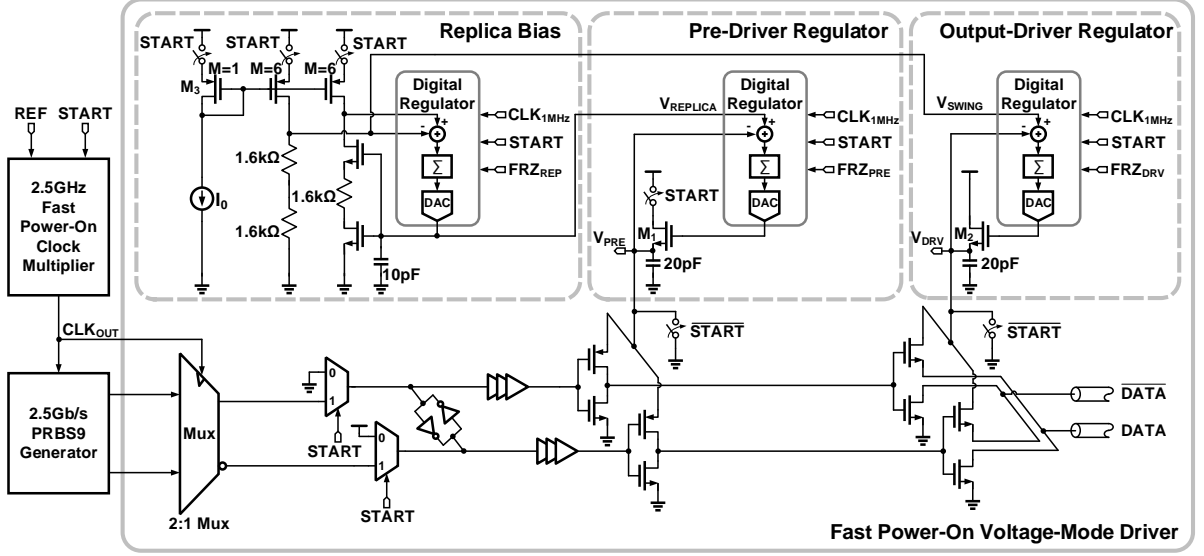 Replica Bias
Pre-Driver Regulator
Output-Driver Regulator
START
START
START
M=1
M=6
M=6
M3
Digital
Regulator
+
-
Σ
DAC
CLK1MHz
START
FRZREP
VREPLICA
Digital
Regulator
+
-
Σ
DAC
CLK1MHz
START
FRZPRE
VSWING
Digital
Regulator
+
-
Σ
DAC
CLK1MHz
START
FRZDRV
REF
START
2.5GHz
Fast
Power-On
Clock
Multiplier
I0
1.6kΩ
1.6kΩ
1.6kΩ
10pF
START
M1
VPRE
20pF
M2
VDRV
20pF
CLKOUT
START
START
2.5Gb/s
PRBS9
Generator
Mux
2:1 Mux
0
1
START
0
1
START
DATA
DATA
Fast Power-On Voltage-Mode Driver